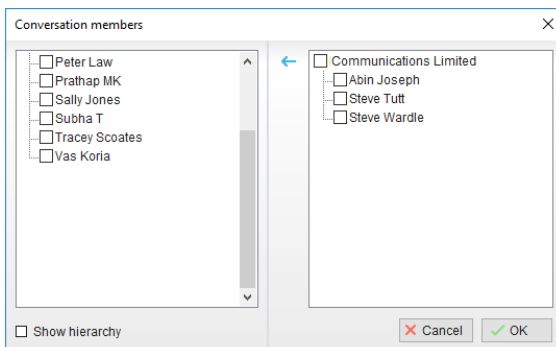 Conversation members
Peter Law
Prathap MK
Sally Jones
Subha T
Tracey Scoates
Vas Koria
Communications Limited
Abin Joseph
Steve Tutt
Steve Wardle
Show hierarchy
Cancel
OK